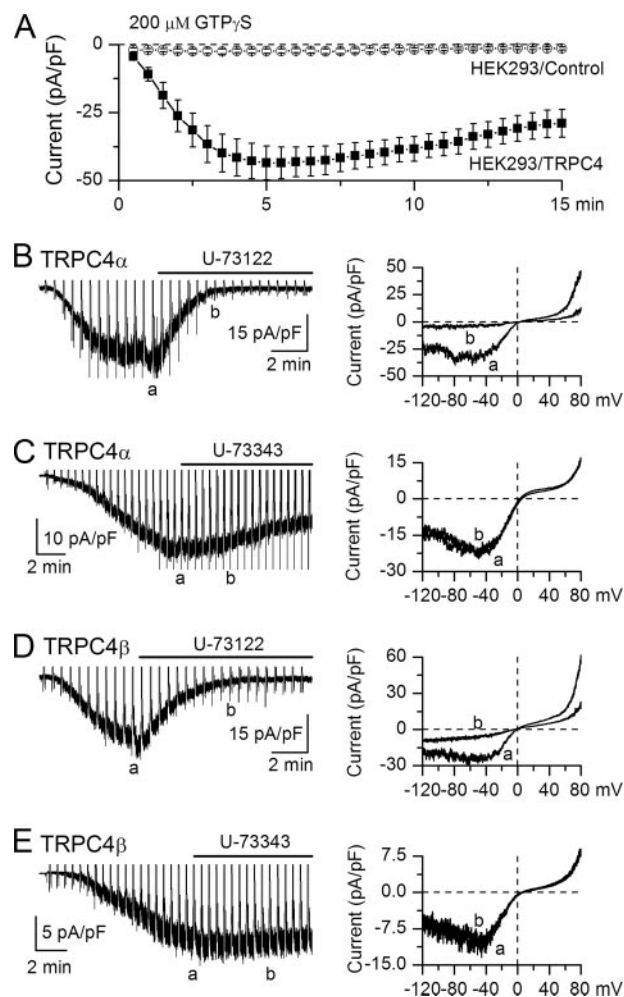 A
200 μM GTPγS
0
-25
-50
Current (pA/pF)
HEK293/Control
HEK293/TRPC4
0 5 10 15 min
B TRPC4α
U-73122
b
15 pA/pF
2 min
a
50
25
0
-25
-50
Current (pA/pF)
b
a
-120 -80 -40 0 40 80 mV
C TRPC4α
U-73343
10 pA/pF
2 min
a b
15
0
-15
-30
Current (pA/pF)
b
a
-120 -80 -40 0 40 80 mV
D TRPC4β
U-73122
b
15 pA/pF
2 min
a
60
30
0
-30
Current (pA/pF)
b
a
-120 -80 -40 0 40 80 mV
E TRPC4β
U-73343
5 pA/pF
2 min
a b
7.5
0.0
-7.5
-15.0
Current (pA/pF)
b
a
-120 -80 -40 0 40 80 mV